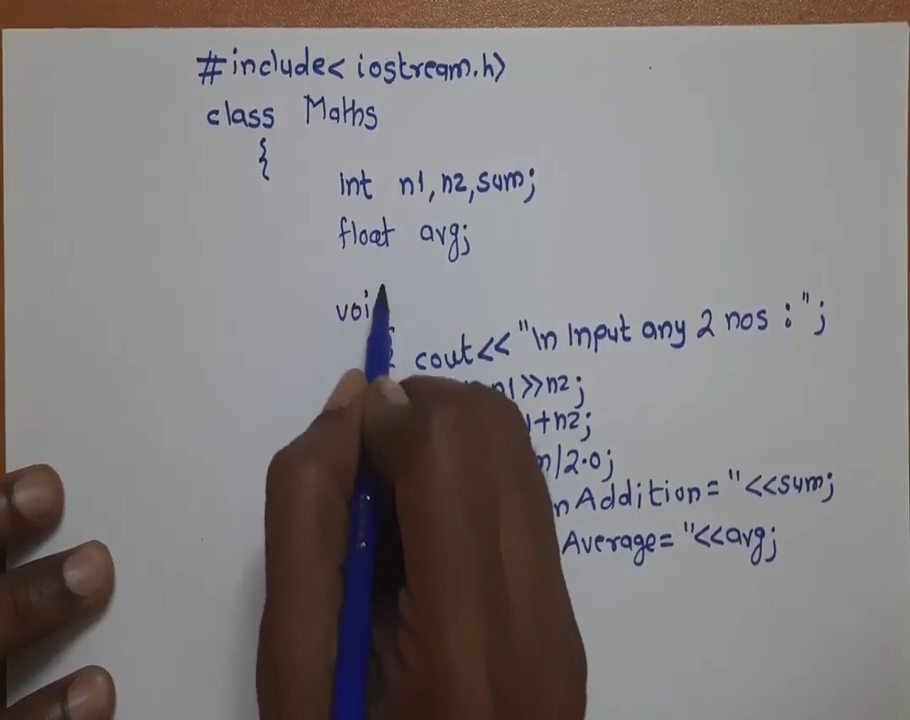 #include< iostream.h>
class Maths
{
int n1,n2,sum;
float avg;
voi
{ cout<<"\n Input any 2 nos : ";
n1>>n2;
+n2;
/2.0;
n Addition= "<<sum;
Average= "<<avg;